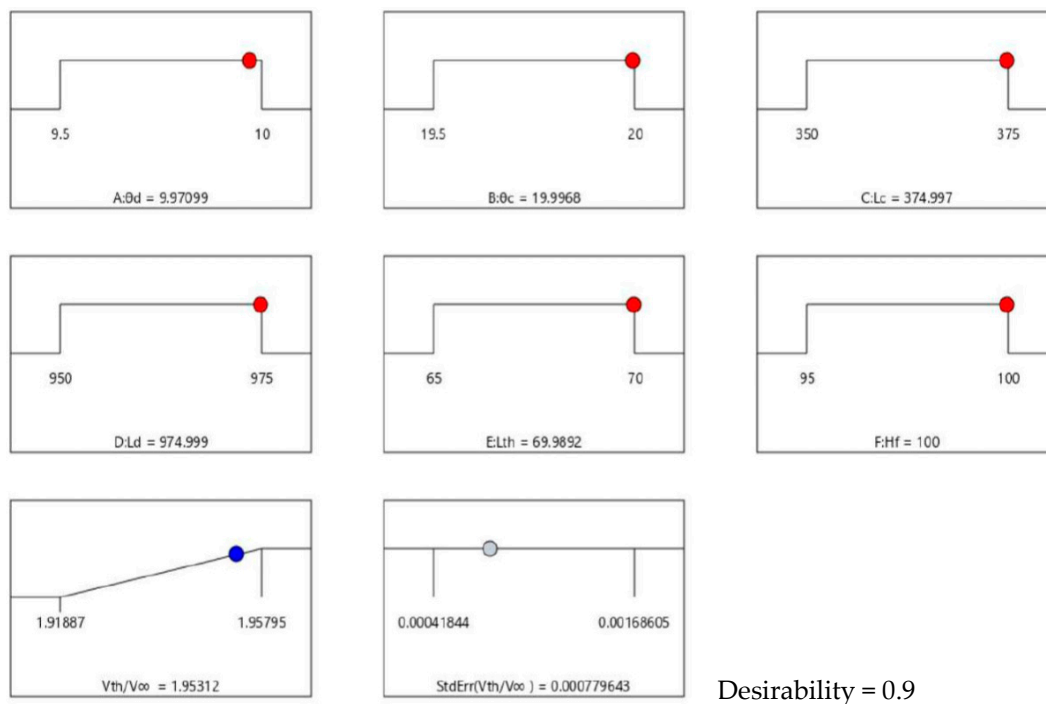 9.5 10
A:θd = 9.97099
19.5 20
B:θc = 19.9968
350 375
C:Lc = 374.997
950 975
D:Ld = 974.999
65 70
E:Lth = 69.9892
95 100
F:Hf = 100
1.91887 1.95795
Vth/V∞ = 1.95312
0.00041844 0.00168605
StdErr(Vth/V∞ ) = 0.000779643
Desirability = 0.9